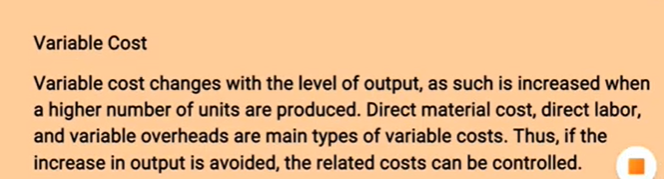 Variable Cost
Variable cost changes with the level of output, as such is increased when
a higher number of units are produced. Direct material cost, direct labor,
and variable overheads are main types of variable costs. Thus, if the
increase in output is avoided, the related costs can be controlled.